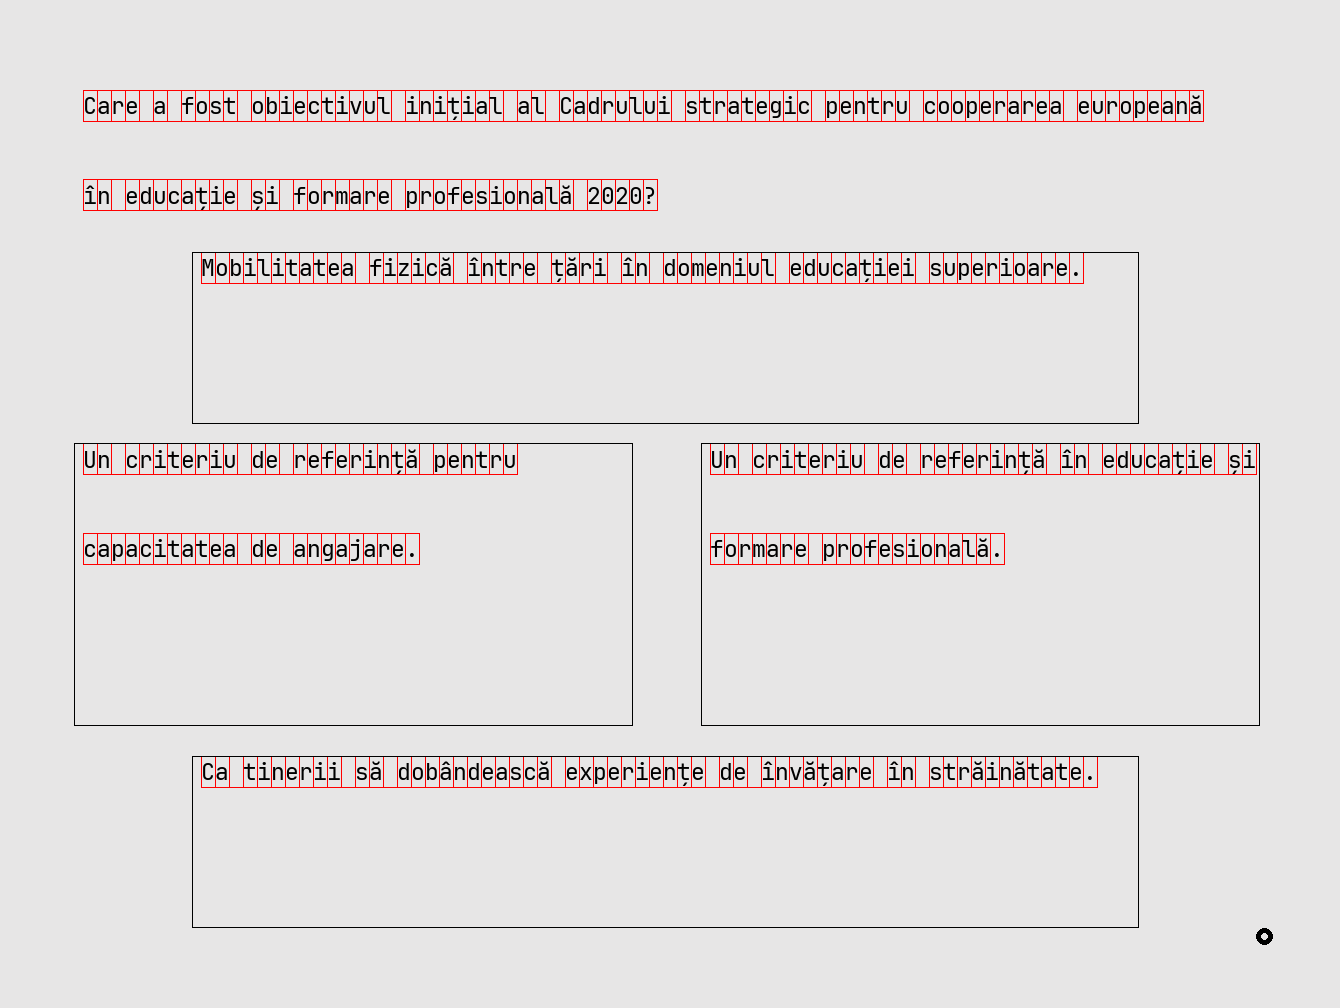 Care a fost obiectivul inițial al Cadrului strategic pentru cooperarea europeană
în educație și formare profesională 2020?
Mobilitatea fizică între țări în domeniul educației superioare.
Un criteriu de referință pentru
capacitatea de angajare.
Un criteriu de referință în educație și
formare profesională.
Ca tinerii să dobândească experiențe de învățare în străinătate.